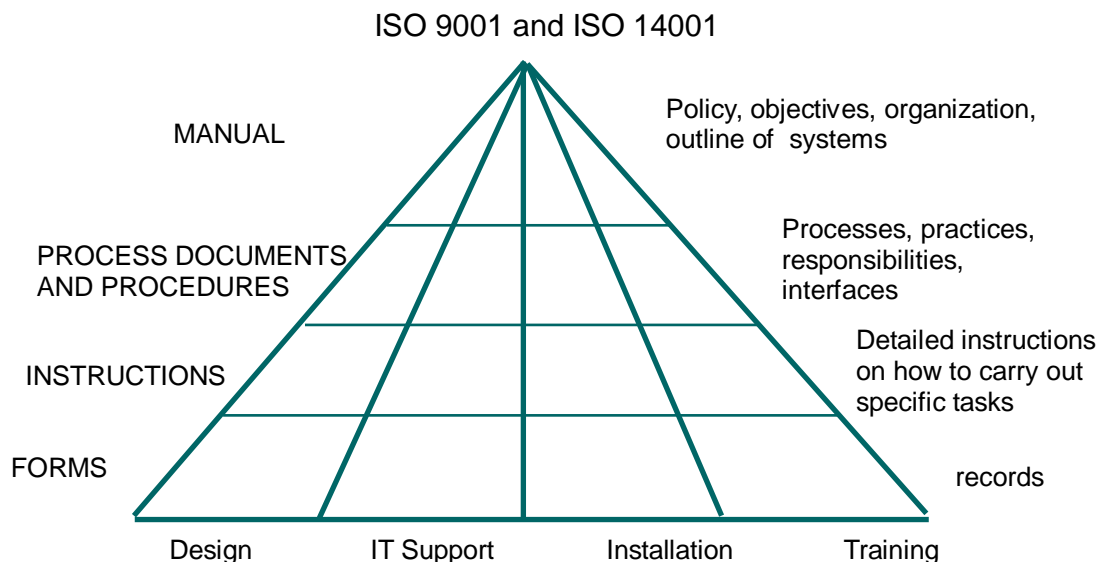 ISO 9001 and ISO 14001
MANUAL
Policy, objectives, organization,
outline of  systems
PROCESS DOCUMENTS
AND PROCEDURES
Processes, practices,
responsibilities,
interfaces
INSTRUCTIONS
Detailed instructions
on how to carry out
specific tasks
FORMS
records
Design
IT Support
Installation
Training